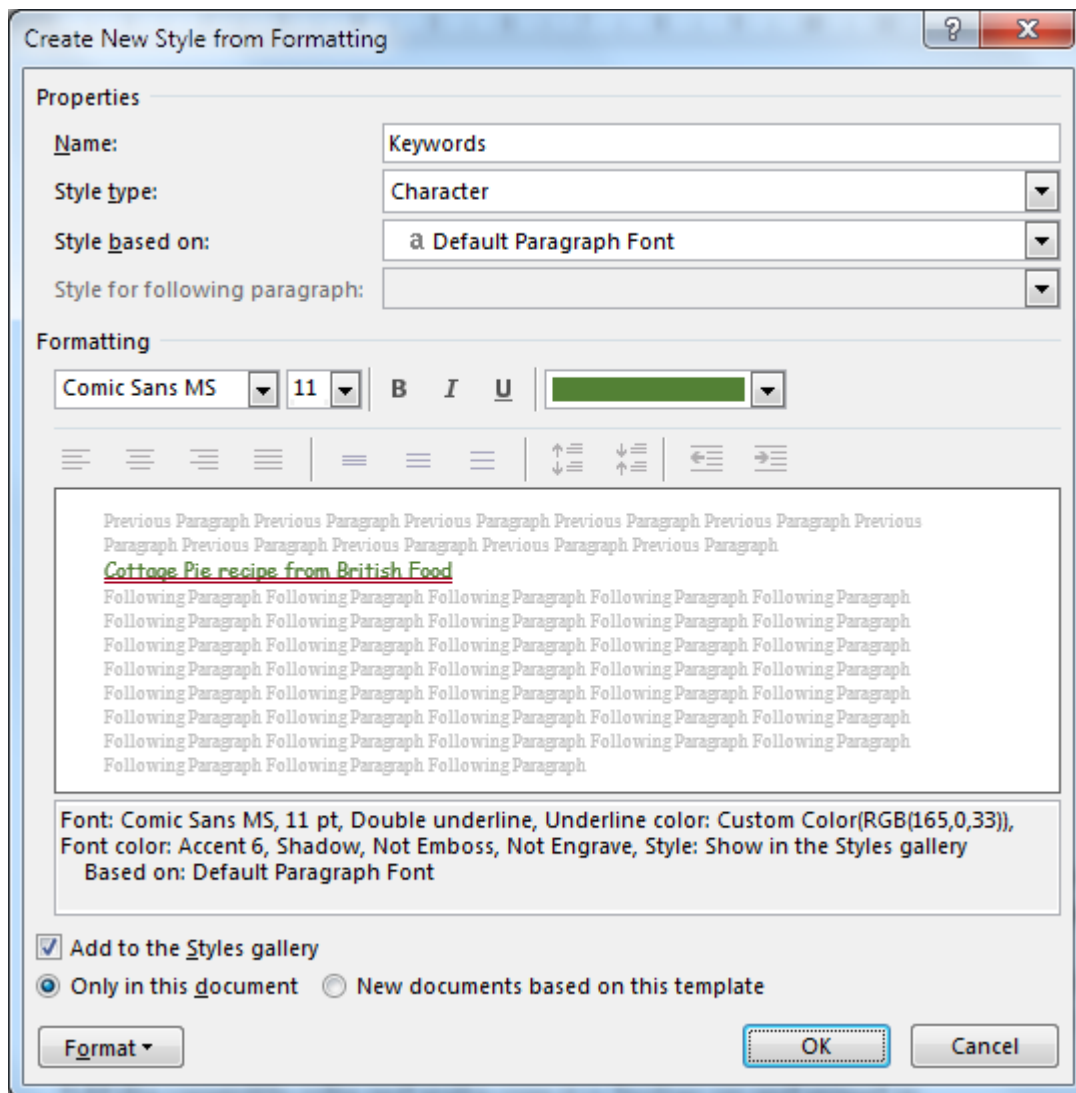 Create New Style from Formatting
Properties
Name: Keywords
Style type: Character
Style based on: a Default Paragraph Font
Style for following paragraph:
Formatting
Comic Sans MS 11 B I U
Previous Paragraph Previous Paragraph Previous Paragraph Previous Paragraph Previous Paragraph Previous
Paragraph Previous Paragraph Previous Paragraph Previous Paragraph Previous Paragraph
Cottage Pie recipe from British Food
Following Paragraph Following Paragraph Following Paragraph Following Paragraph Following Paragraph
Following Paragraph Following Paragraph Following Paragraph Following Paragraph Following Paragraph
Following Paragraph Following Paragraph Following Paragraph Following Paragraph Following Paragraph
Following Paragraph Following Paragraph Following Paragraph Following Paragraph Following Paragraph
Following Paragraph Following Paragraph Following Paragraph Following Paragraph Following Paragraph
Following Paragraph Following Paragraph Following Paragraph Following Paragraph Following Paragraph
Following Paragraph Following Paragraph Following Paragraph Following Paragraph Following Paragraph
Following Paragraph Following Paragraph Following Paragraph
Font: Comic Sans MS, 11 pt, Double underline, Underline color: Custom Color(RGB(165,0,33)),
Font color: Accent 6, Shadow, Not Emboss, Not Engrave, Style: Show in the Styles gallery
Based on: Default Paragraph Font
Add to the Styles gallery
Only in this document New documents based on this template
Format OK Cancel